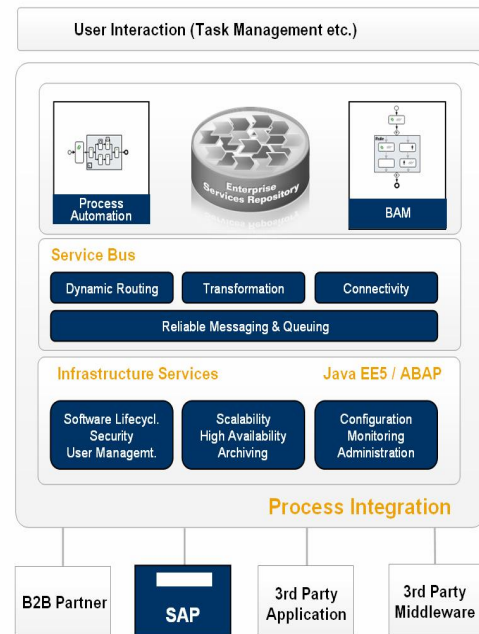 User Interaction (Task Management etc.)
Process
Automation
Enterprise
Services Repository
BAM
Service Bus
Dynamic Routing
Transformation
Connectivity
Reliable Messaging & Queuing
Infrastructure Services
Java EE5 / ABAP
Software Lifecycl.
Security
User Managemt.
Scalability
High Availability
Archiving
Configuration
Monitoring
Administration
Process Integration
B2B Partner
SAP
3rd Party
Application
3rd Party
Middleware